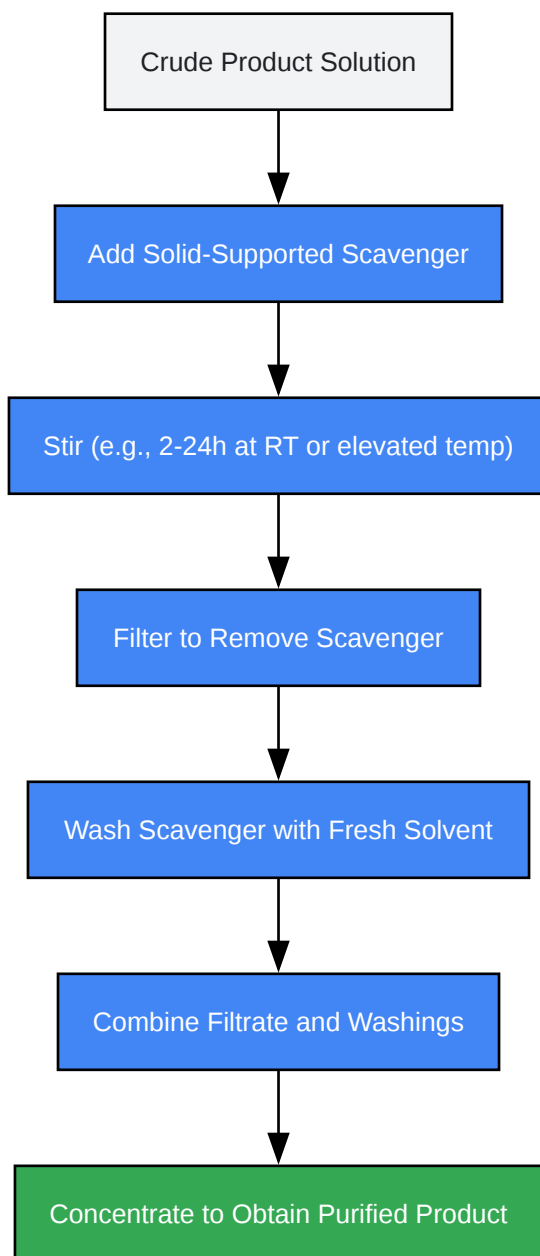 Crude Product Solution
Add Solid-Supported Scavenger
Stir (e.g., 2-24h at RT or elevated temp)
Filter to Remove Scavenger
Wash Scavenger with Fresh Solvent
Combine Filtrate and Washings
Concentrate to Obtain Purified Product